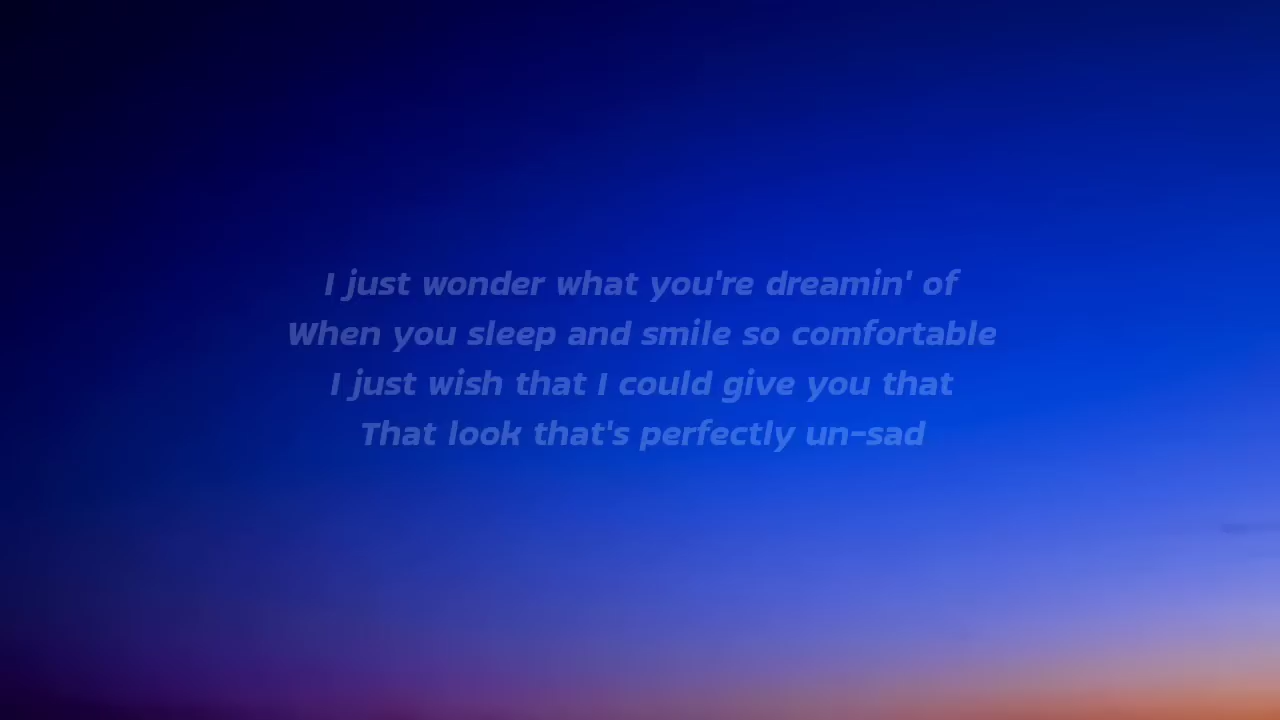 I just wonder what you're dreamin' of
When you sleep and smile so comfortable
I just wish that I could give you that
That look that's perfectly un-sad